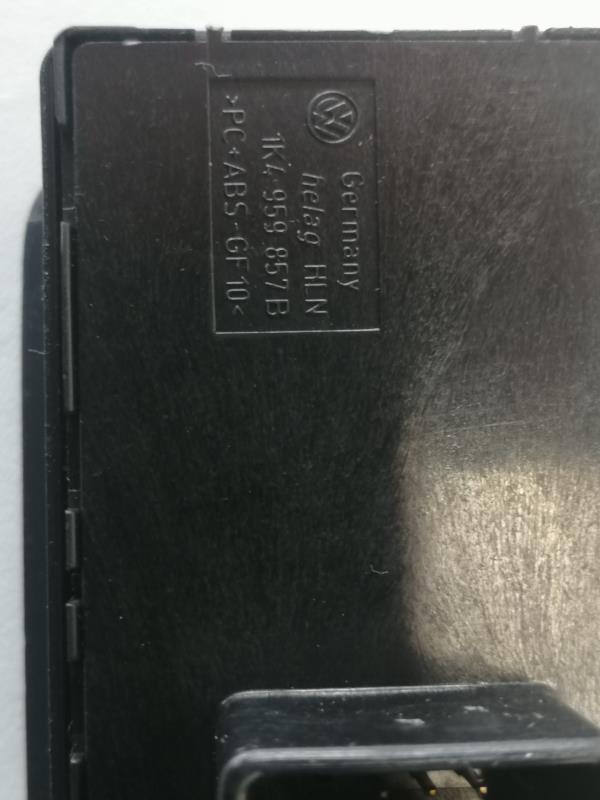 Germany
helag HLN
1K4 959 857 B
>PC+ABS-GF10<